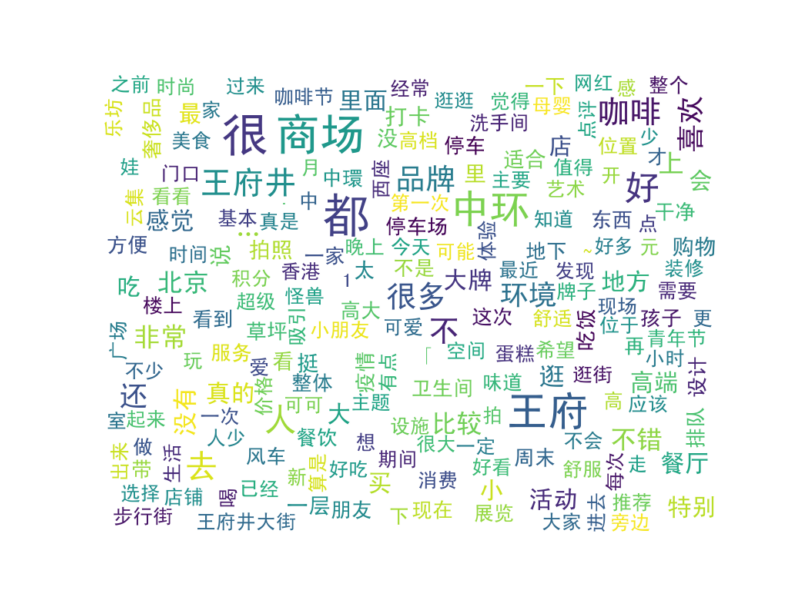 之前 时尚 过来 咖啡节 里面 经常 逛逛 觉得 一下 网红 感 整个
乐坊 奢侈品 最 家 打卡 母婴 点评 咖啡 喜欢
美食 很 商场 没 高档 停车 洗手间 店 位置 少 才
娃 门口 王府井 月 中環 西座 品牌 里 适合 值得 开 上
云集 看看 中 主要 艺术 好 会
感觉 基本 真是 都 第一次 中环 干净
方便 … 停车场 体验 知道 东西 点
时间 说 拍照 一家 晚上 今天 可能 地下 ~ 好多 元 购物
吃 北京 积分 香港 1 太 不是 大牌 最近 发现 地方 装修
楼上 超级 怪兽 很多 环境 牌子 现场 需要
广场 非常 看到 草坪 吸引 高大 不 这次 舒适 吃饭 位于 孩子 更
小朋友 可爱 再 青年节
不少 玩 服务 爱 看 挺 疫情 有点 「 空间 蛋糕 希望 小时
还 没有 真的 价格 整体 卫生间 味道 逛 逛街 高端 设计
可可 大 主题 高 应该
室 起来 一次 人 设施 比较 拍 王府 排队
人少 餐饮 很大 一定 不会 不错
出来 做 生活 去 风车 想 期间 好看 周末 舒服 每次 走 餐厅
带 新 算是 好吃 买 消费 小
选择 店铺 喝 已经 活动 推荐 特别
步行街 王府井大街 一层 朋友 下 现在 展览 大家 进去 旁边